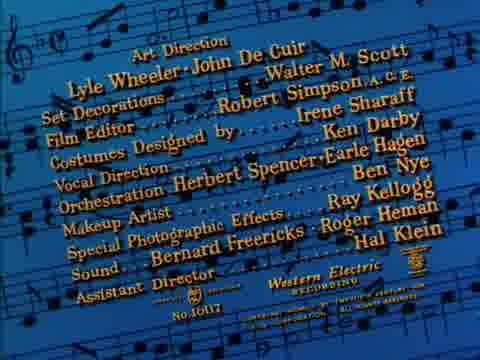 Art Direction
Lyle Wheeler · John De Cuir
Set Decorations ........ Walter M. Scott
Film Editor ........ Robert Simpson A.C.E.
Costumes Designed by ........ Irene Sharaff
Vocal Direction ........ Ken Darby
Orchestration ... Herbert Spencer · Earle Hagen
Makeup Artist ........ Ben Nye
Special Photographic Effects ... Ray Kellogg
Sound ... Bernard Freericks · Roger Heman
Assistant Director ........ Hal Klein
No. 16117
Western Electric
RECORDING